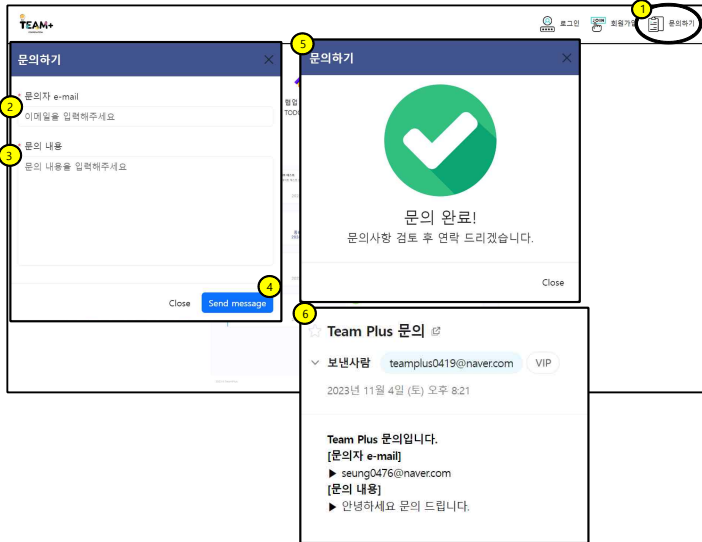 TEAM+
로그인
회원가입
1
문의하기
문의하기
* 문의자 e-mail
2
이메일을 입력해주세요
* 문의 내용
3
문의 내용을 입력해주세요
4
Close
Send message
협업
5
문의하기
문의 완료!
문의사항 검토 후 연락 드리겠습니다.
Close
6
Team Plus 문의
보낸사람 teamplus0419@naver.com VIP
2023년 11월 4일 (토) 오후 8:21
Team Plus 문의입니다.
[문의자 e-mail]
▶ seung0476@naver.com
[문의 내용]
▶ 안녕하세요 문의 드립니다.